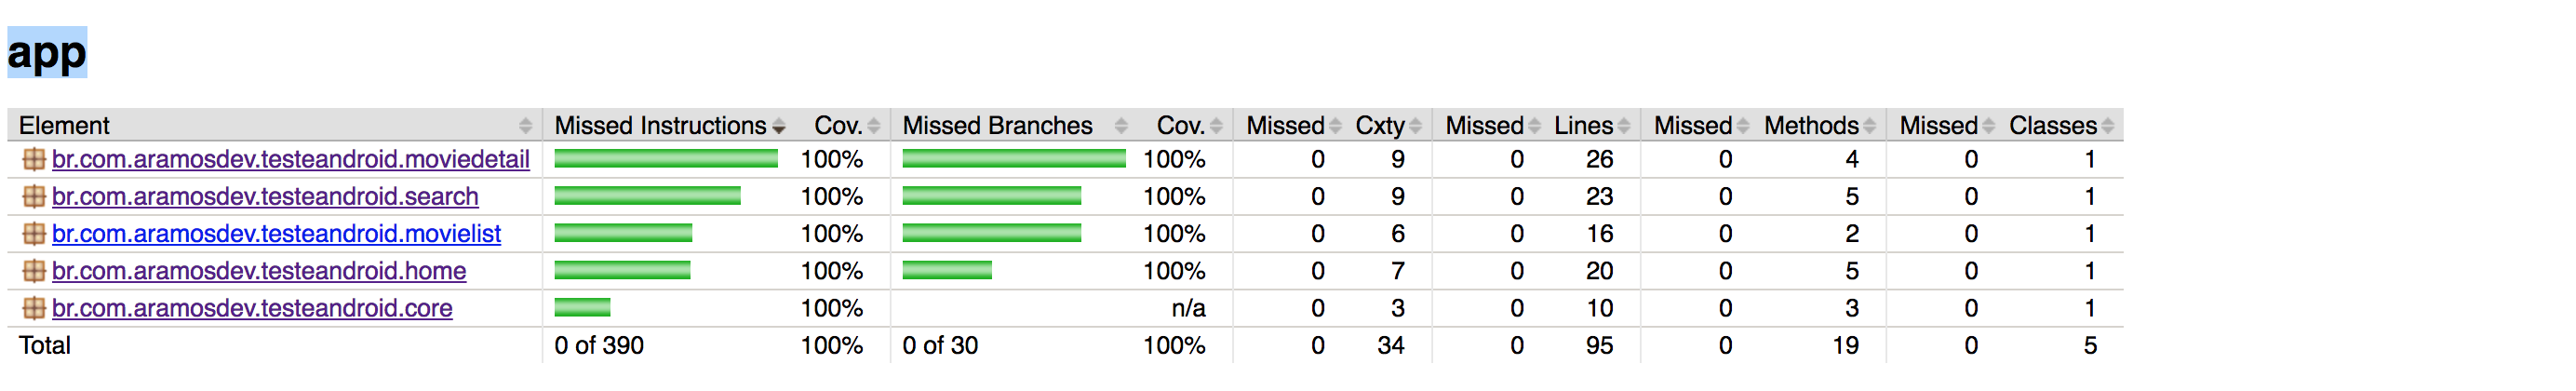 app
Element Missed Instructions Cov. Missed Branches Cov. Missed Cxty Missed Lines Missed Methods Missed Classes
br.com.aramosdev.testeandroid.moviedetail 100% 100% 0 9 0 26 0 4 0 1
br.com.aramosdev.testeandroid.search 100% 100% 0 9 0 23 0 5 0 1
br.com.aramosdev.testeandroid.movielist 100% 100% 0 6 0 16 0 2 0 1
br.com.aramosdev.testeandroid.home 100% 100% 0 7 0 20 0 5 0 1
br.com.aramosdev.testeandroid.core 100% n/a 0 3 0 10 0 3 0 1
Total 0 of 390 100% 0 of 30 100% 0 34 0 95 0 19 0 5